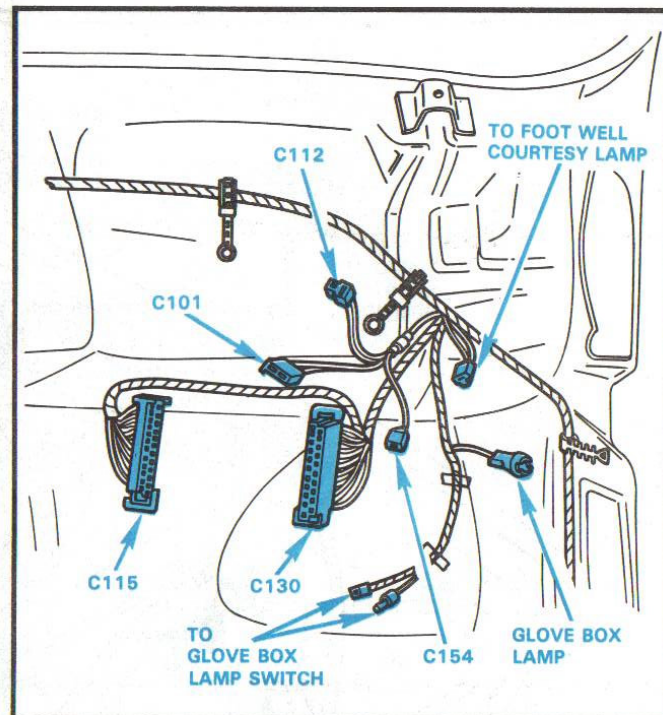 TO FOOT WELL
COURTESY LAMP
C112
C101
C115
C130
TO
GLOVE BOX
LAMP SWITCH
C154
GLOVE BOX
LAMP